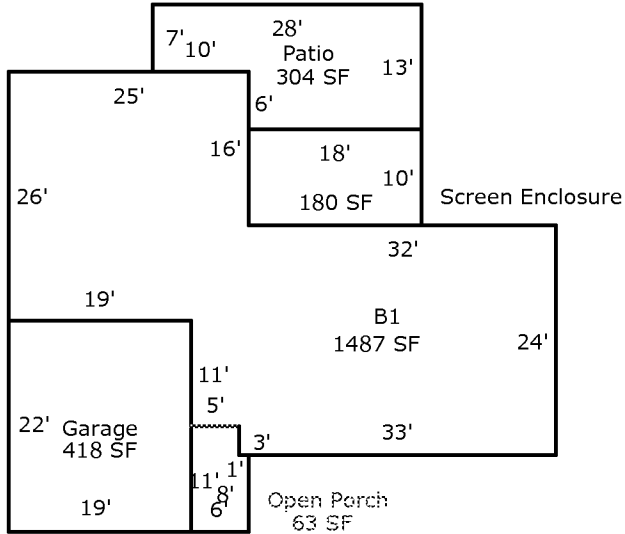 28'
7'
10'
Patio
304 SF
13'
25'
6'
16'
18'
10'
180 SF
Screen Enclosure
26'
32'
19'
B1
1487 SF
24'
11'
5'
22'
Garage
418 SF
3'
33'
1'
11'
8'
6'
19'
Open Porch
63 SF